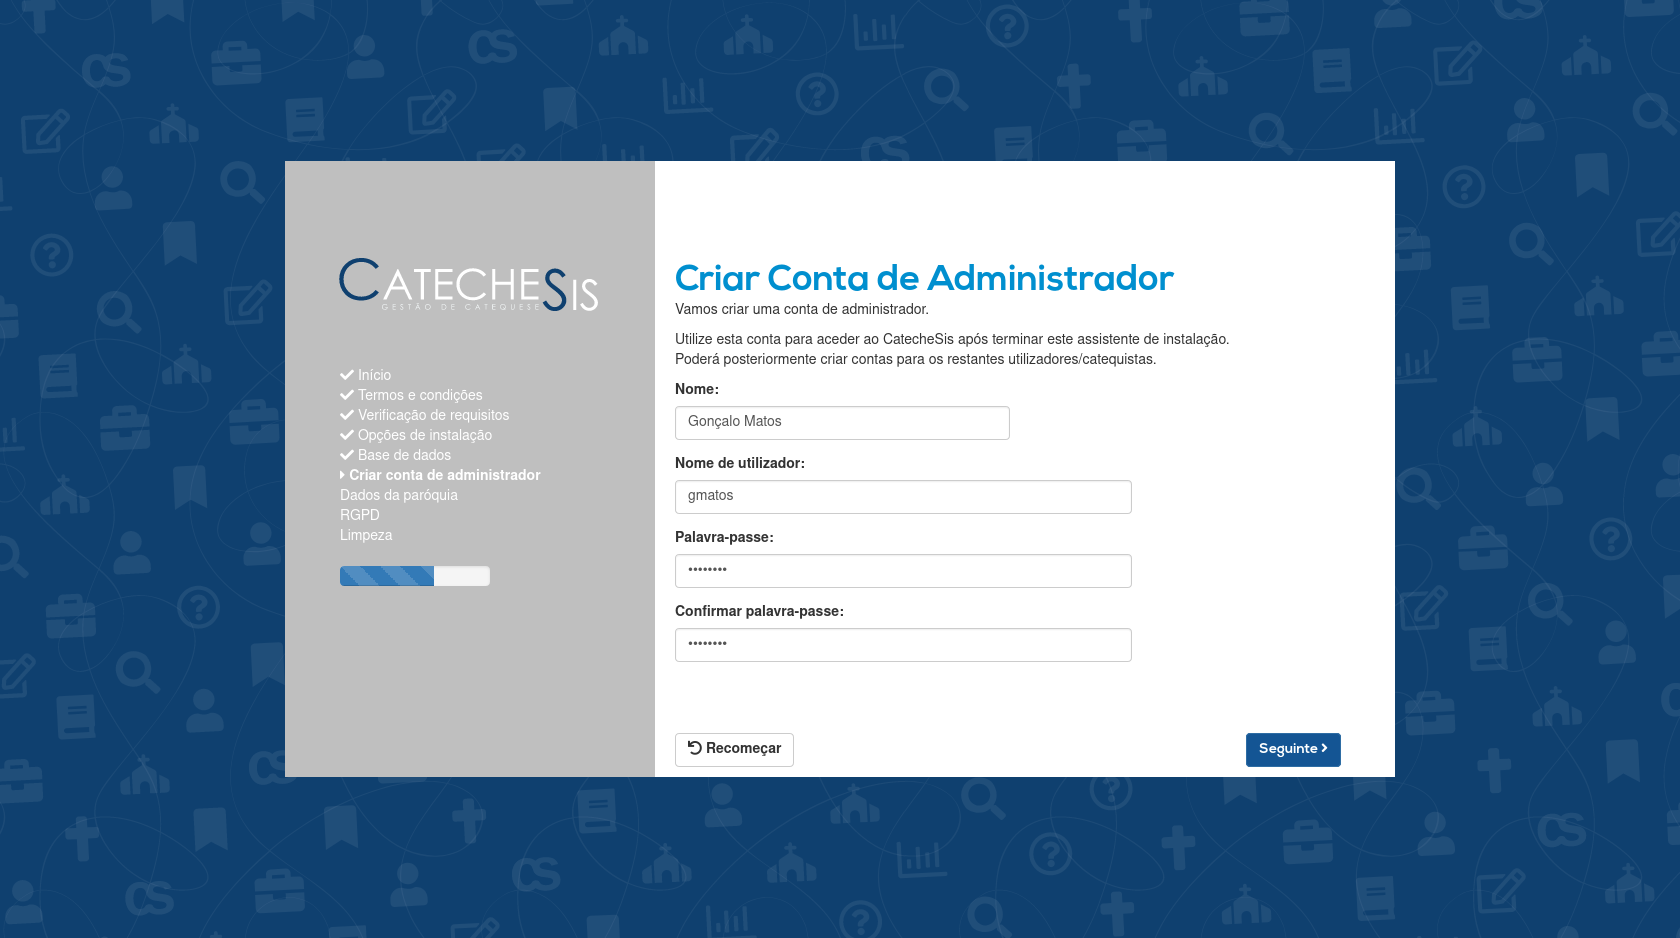 CATECHESIS
GESTÃO DE CATEQUESE
Início
Termos e condições
Verificação de requisitos
Opções de instalação
Base de dados
Criar conta de administrador
Dados da paróquia
RGPD
Limpeza
Criar Conta de Administrador
Vamos criar uma conta de administrador.
Utilize esta conta para aceder ao CatecheSis após terminar este assistente de instalação.
Poderá posteriormente criar contas para os restantes utilizadores/catequistas.
Nome:
Gonçalo Matos
Nome de utilizador:
gmatos
Palavra-passe:
••••••••
Confirmar palavra-passe:
••••••••
Recomeçar
Seguinte